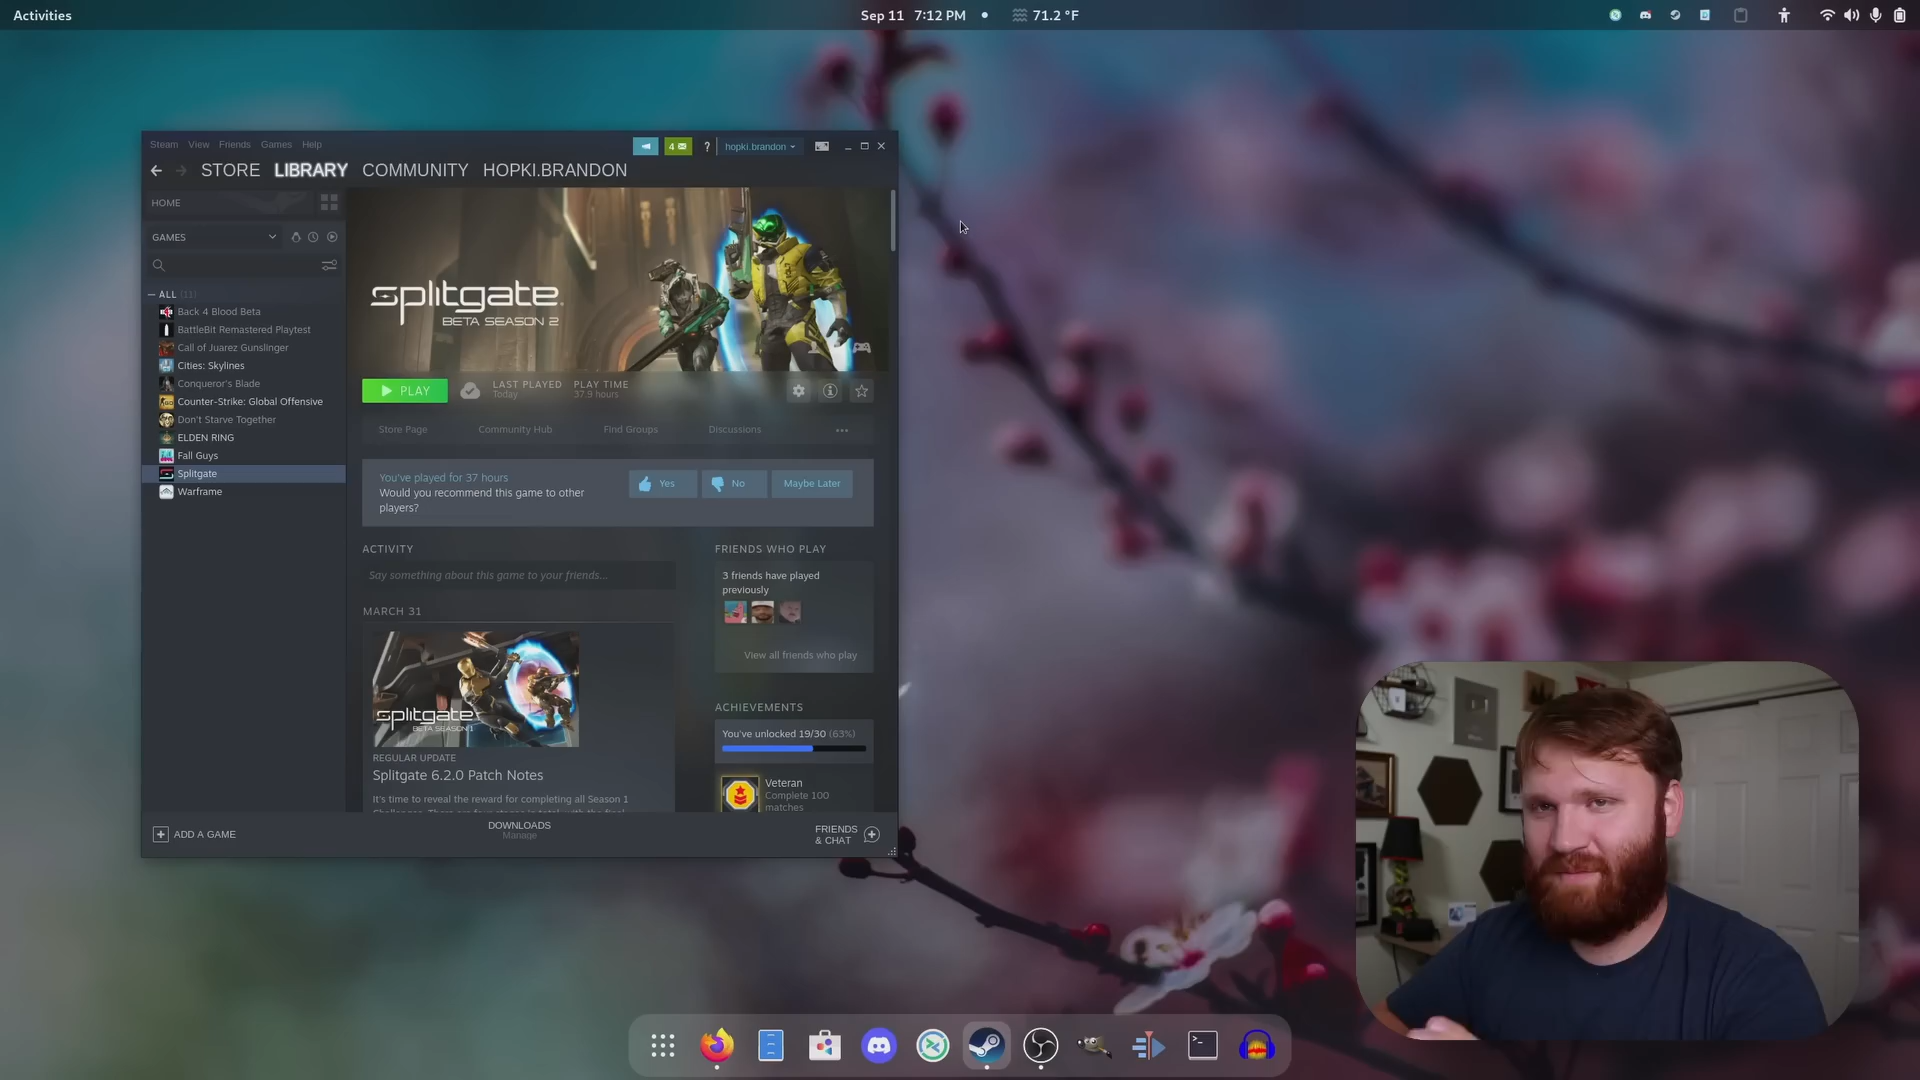 Activities
Sep 11 7:12 PM
71.2 °F
Steam View Friends Games Help
4
?
hopki.brandon
STORE LIBRARY COMMUNITY HOPKI.BRANDON
HOME
GAMES
ALL (11)
Back 4 Blood Beta
BattleBit Remastered Playtest
Call of Juarez Gunslinger
Cities: Skylines
Conqueror's Blade
Counter-Strike: Global Offensive
Don't Starve Together
ELDEN RING
Fall Guys
Splitgate
Warframe
ADD A GAME
splitgate
BETA SEASON 2
PLAY
LAST PLAYED
Today
PLAY TIME
37.9 hours
Store Page
Community Hub
Find Groups
Discussions
You've played for 37 hours
Would you recommend this game to other
players?
Yes
No
Maybe Later
ACTIVITY
Say something about this game to your friends...
MARCH 31
splitgate
BETA SEASON 1
REGULAR UPDATE
Splitgate 6.2.0 Patch Notes
It's time to reveal the reward for completing all Season 1
FRIENDS WHO PLAY
3 friends have played
previously
View all friends who play
ACHIEVEMENTS
You've unlocked 19/30 (63%)
Veteran
Complete 100
matches
DOWNLOADS
Manage
FRIENDS
& CHAT